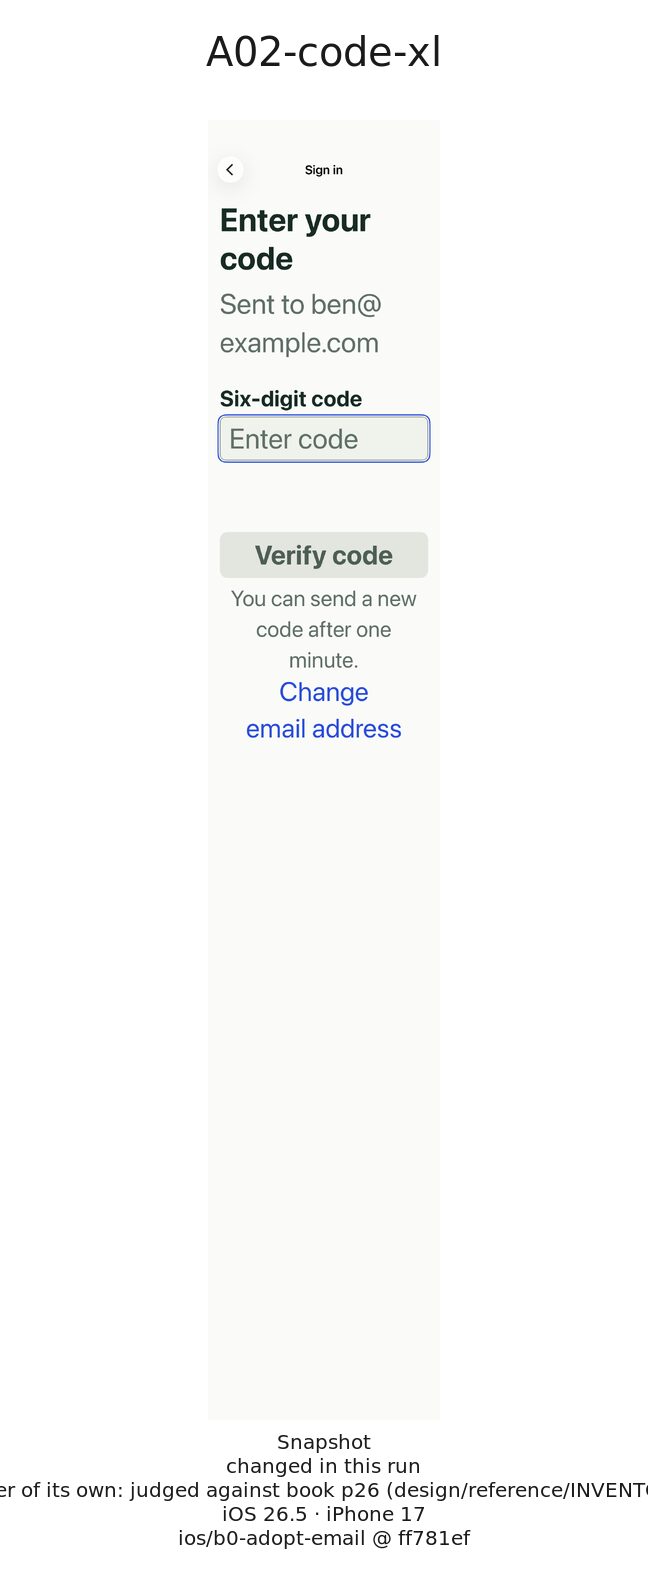 A02-code-xl
Sign in
Enter your
code
Sent to ben@
example.com
Six-digit code
Enter code
Verify code
You can send a new
code after one
minute.
Change
email address
Snapshot
changed in this run
of its own: judged against book p26 (design/reference/
iOS 26.5 · iPhone 17
ios/b0-adopt-email @ ff781ef